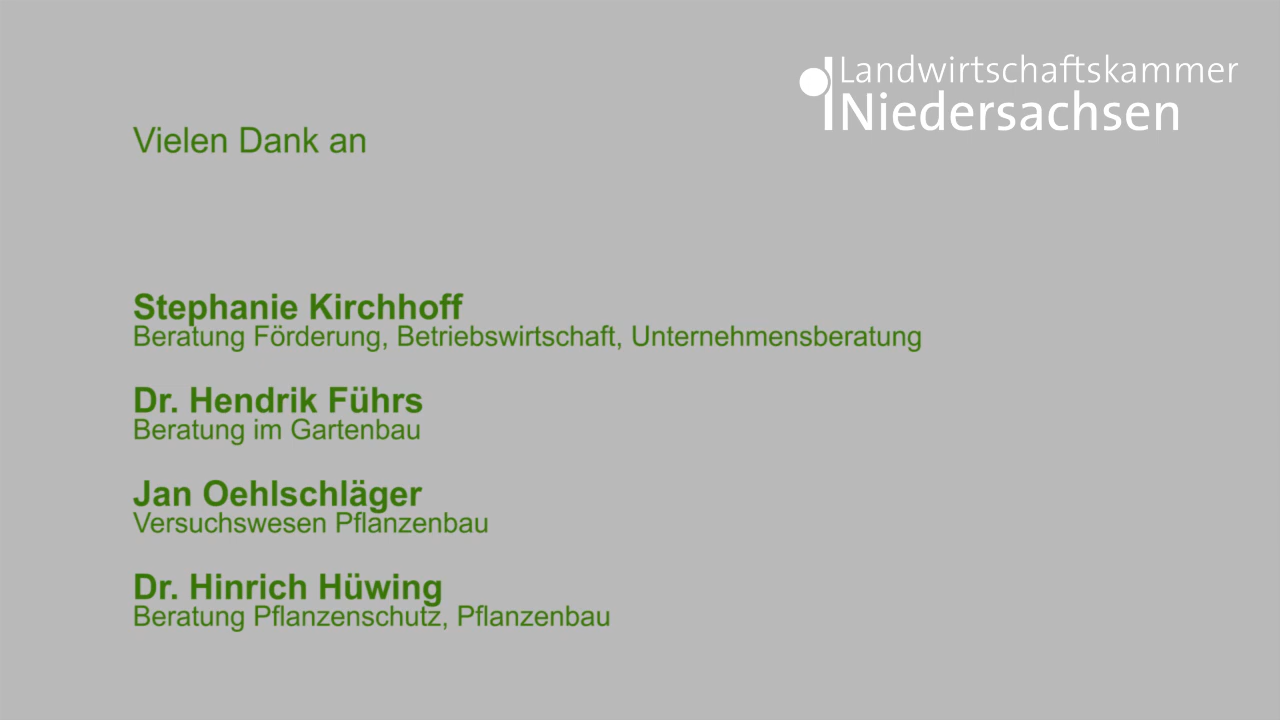 Landwirtschaftskammer
Niedersachsen
Vielen Dank an
Stephanie Kirchhoff
Beratung Förderung, Betriebswirtschaft, Unternehmensberatung
Dr. Hendrik Führs
Beratung im Gartenbau
Jan Oehlschläger
Versuchswesen Pflanzenbau
Dr. Hinrich Hüwing
Beratung Pflanzenschutz, Pflanzenbau